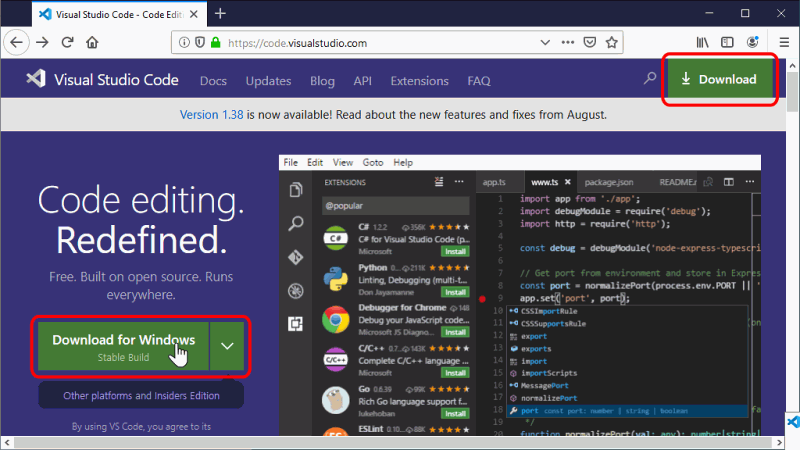 Visual Studio Code - Code Edit
https://code.visualstudio.com
Visual Studio Code Docs Updates Blog API Extensions FAQ Download
Version 1.38 is now available! Read about the new features and fixes from August.
Code editing.
Redefined.
Free. Built on open source. Runs
everywhere.
Download for Windows
Stable Build
Other platforms and Insiders Edition
By using VS Code, you agree to its
File Edit View Goto Help
EXTENSIONS
@popular
C# 1.2.2 356K
C# for Visual Studio Code (p...
Microsoft Install
Python 0... 211K
Linting, Debugging (multi-t...
Don Jayamanne Install
Debugger for Chrome 148
Debug your JavaScript code...
Microsoft JS Diagno... Install
C/C++ 0.7... 143K
Complete C/C++ language ...
Microsoft Install
Go 0.6.39 99K
Rich Go language support f...
lukehoban Install
ESLint 0.10... 88K
app.ts www.ts package.json README.
1 import app from './app';
2 import debugModule = require('debug');
3 import http = require('http');
4
5 const debug = debugModule('node-express-typescrip
6
7 // Get port from environment and store in Expres
8 const port = normalizePort(process.env.PORT || '
9 app.set('port', port);
10 CSSImportRule
11 CSSSupportsRule
12 export
13 exports
14 import
15 importScripts
16 MessagePort
17 normalizePort
18 port const port: number | string | boolean
19 */
20 function normalizePort(val: any): number|string|